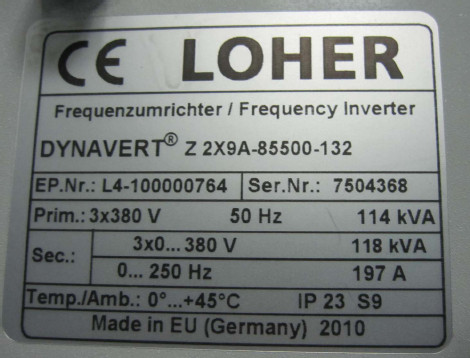 CE LOHER
Frequenzumrichter / Frequency Inverter
DYNAVERT® Z 2X9A-85500-132
EP.Nr.: L4-100000764 Ser.Nr.: 7504368
Prim.: 3x380 V 50 Hz 114 kVA
Sec.: 3x0... 380 V 118 kVA
0... 250 Hz 197 A
Temp./Amb.: 0°...+45°C IP 23 S9
Made in EU (Germany) 2010